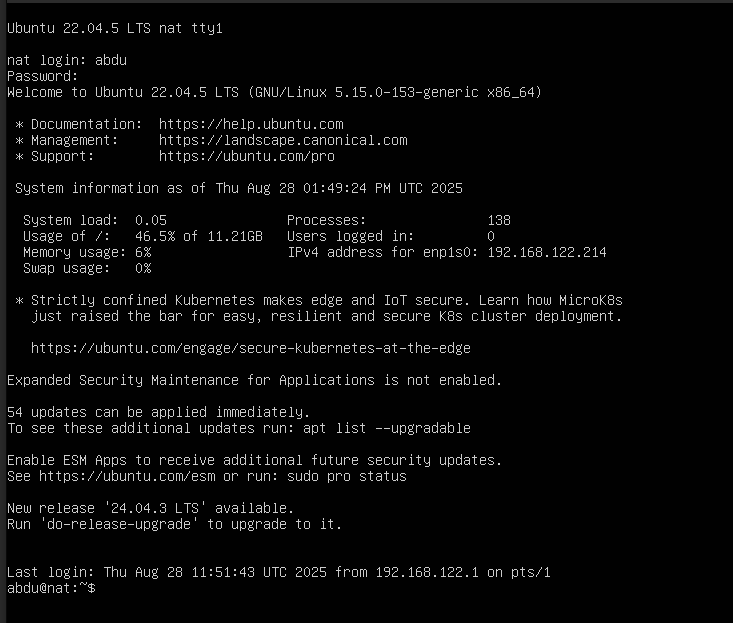 Ubuntu 22.04.5 LTS nat tty1
nat login: abdu
Password:
Welcome to Ubuntu 22.04.5 LTS (GNU/Linux 5.15.0-153-generic x86_64)
* Documentation:  https://help.ubuntu.com
* Management:     https://landscape.canonical.com
* Support:        https://ubuntu.com/pro
System information as of Thu Aug 28 01:49:24 PM UTC 2025
System load:  0.05               Processes:               138
Usage of /:   46.5% of 11.21GB   Users logged in:         0
Memory usage: 6%                 IPv4 address for enp1s0: 192.168.122.214
Swap usage:   0%
* Strictly confined Kubernetes makes edge and IoT secure. Learn how MicroK8s
just raised the bar for easy, resilient and secure K8s cluster deployment.
https://ubuntu.com/engage/secure-kubernetes-at-the-edge
Expanded Security Maintenance for Applications is not enabled.
54 updates can be applied immediately.
To see these additional updates run: apt list --upgradable
Enable ESM Apps to receive additional future security updates.
See https://ubuntu.com/esm or run: sudo pro status
New release '24.04.3 LTS' available.
Run 'do-release-upgrade' to upgrade to it.
Last login: Thu Aug 28 11:51:43 UTC 2025 from 192.168.122.1 on pts/1
abdu@nat:~$